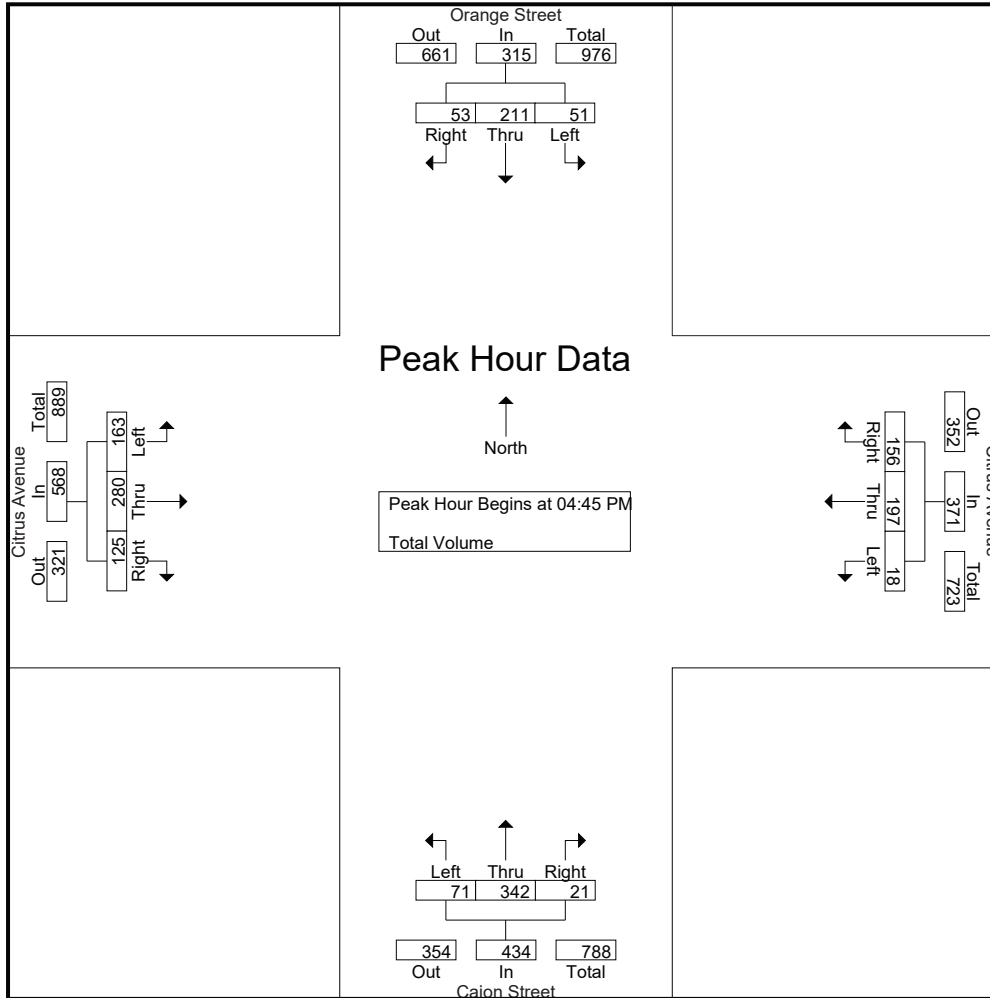 Orange Street
Out In Total
661 315 976
53 211 51
Right Thru Left
Peak Hour Data
North
Peak Hour Begins at 04:45 PM
Total Volume
Citrus Avenue
Out In Total
321 568 889
163 280 125
Left Thru Right
Out In Total
352 371 723
156 197 18
Right Thru Left
Left Thru Right
71 342 21
354 434 788
Out In Total
Cajon Street